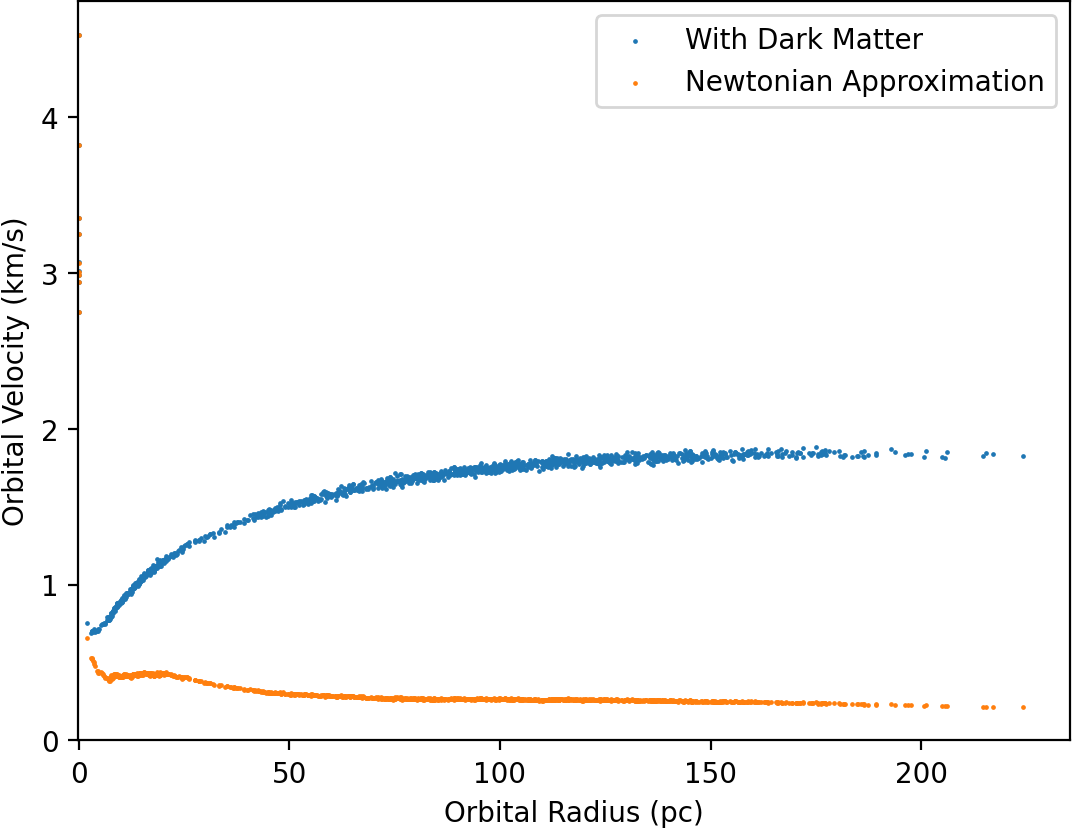 With Dark Matter
Newtonian Approximation
4
3
2
1
0
Orbital Velocity (km/s)
0 50 100 150 200
Orbital Radius (pc)